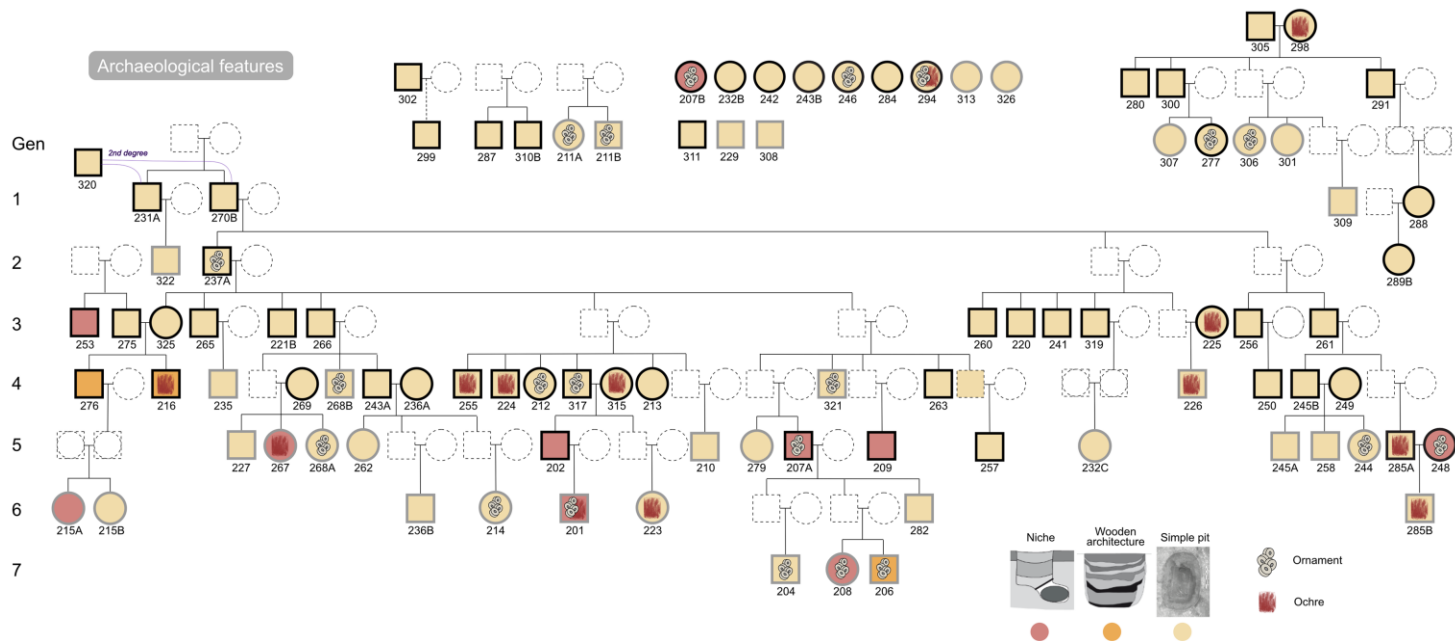 305 298
Archaeological features
302 207B 232B 242 243B 246 284 294 313 326 280 300 291
Gen
2nd degree
299 287 310B 211A 211B 311 229 308 307 277 306 301
320
1
231A 270B 309 288
2
322 237A 289B
3
253 275 325 265 221B 266 260 220 241 319 225 256 261
4
276 216 235 269 268B 243A 236A 255 224 212 317 315 213 321 263 226 250 245B 249
5
227 267 268A 262 202 210 279 207A 209 257 232C 245A 258 244 285A 248
6
215A 215B 236B 214 201 223 282 285B
Niche Wooden architecture Simple pit
Ornament
7
204 208 206
Ochre